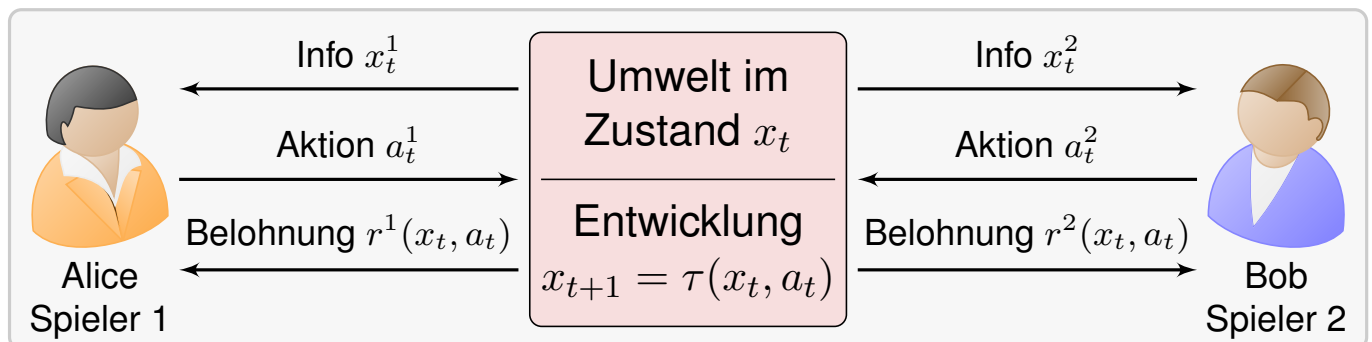 Info $x_t^1$
Aktion $a_t^1$
Belohnung $r^1(x_t, a_t)$
Alice
Spieler 1
Umwelt im
Zustand $x_t$
Entwicklung
$x_{t+1} = \tau(x_t, a_t)$
Info $x_t^2$
Aktion $a_t^2$
Belohnung $r^2(x_t, a_t)$
Bob
Spieler 2